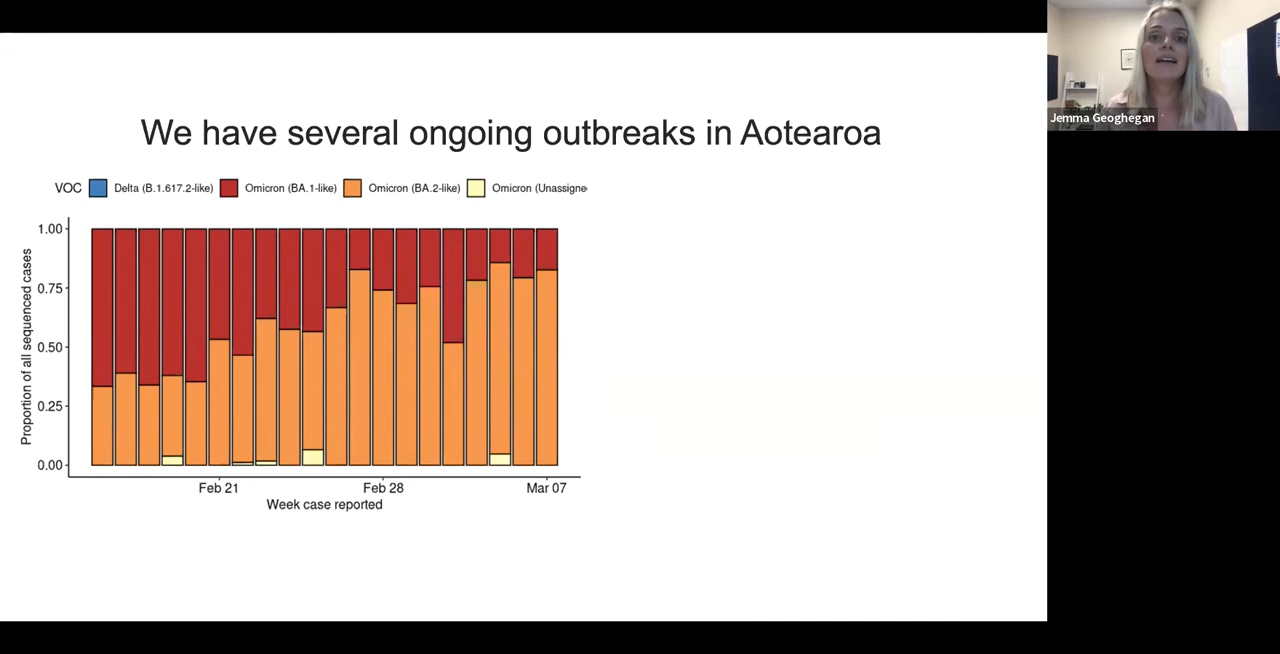 Jemma Geoghegan
We have several ongoing outbreaks in Aotearoa
VOC Delta (B.1.617.2-like) Omicron (BA.1-like) Omicron (BA.2-like) Omicron (Unassigne
Proportion of all sequenced cases
1.00
0.75
0.50
0.25
0.00
Feb 21 Feb 28 Mar 07
Week case reported